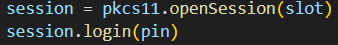 session = pkcs11.openSession(slot)
session.login(pin)